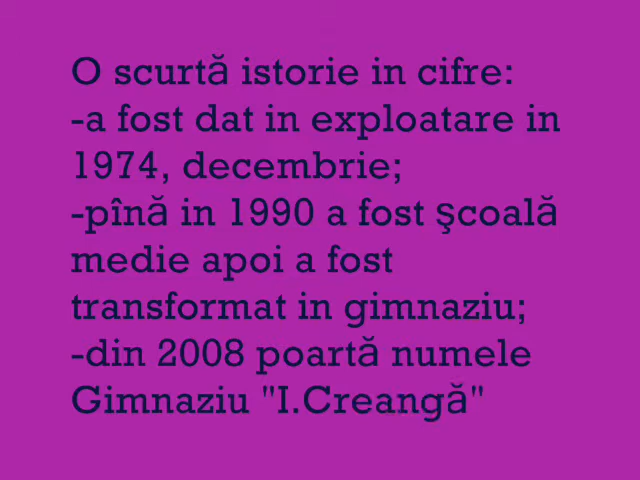 O scurtă istorie in cifre:
-a fost dat in exploatare in
1974, decembrie;
-pînă in 1990 a fost şcoală
medie apoi a fost
transformat in gimnaziu;
-din 2008 poartă numele
Gimnaziu "I.Creangă"